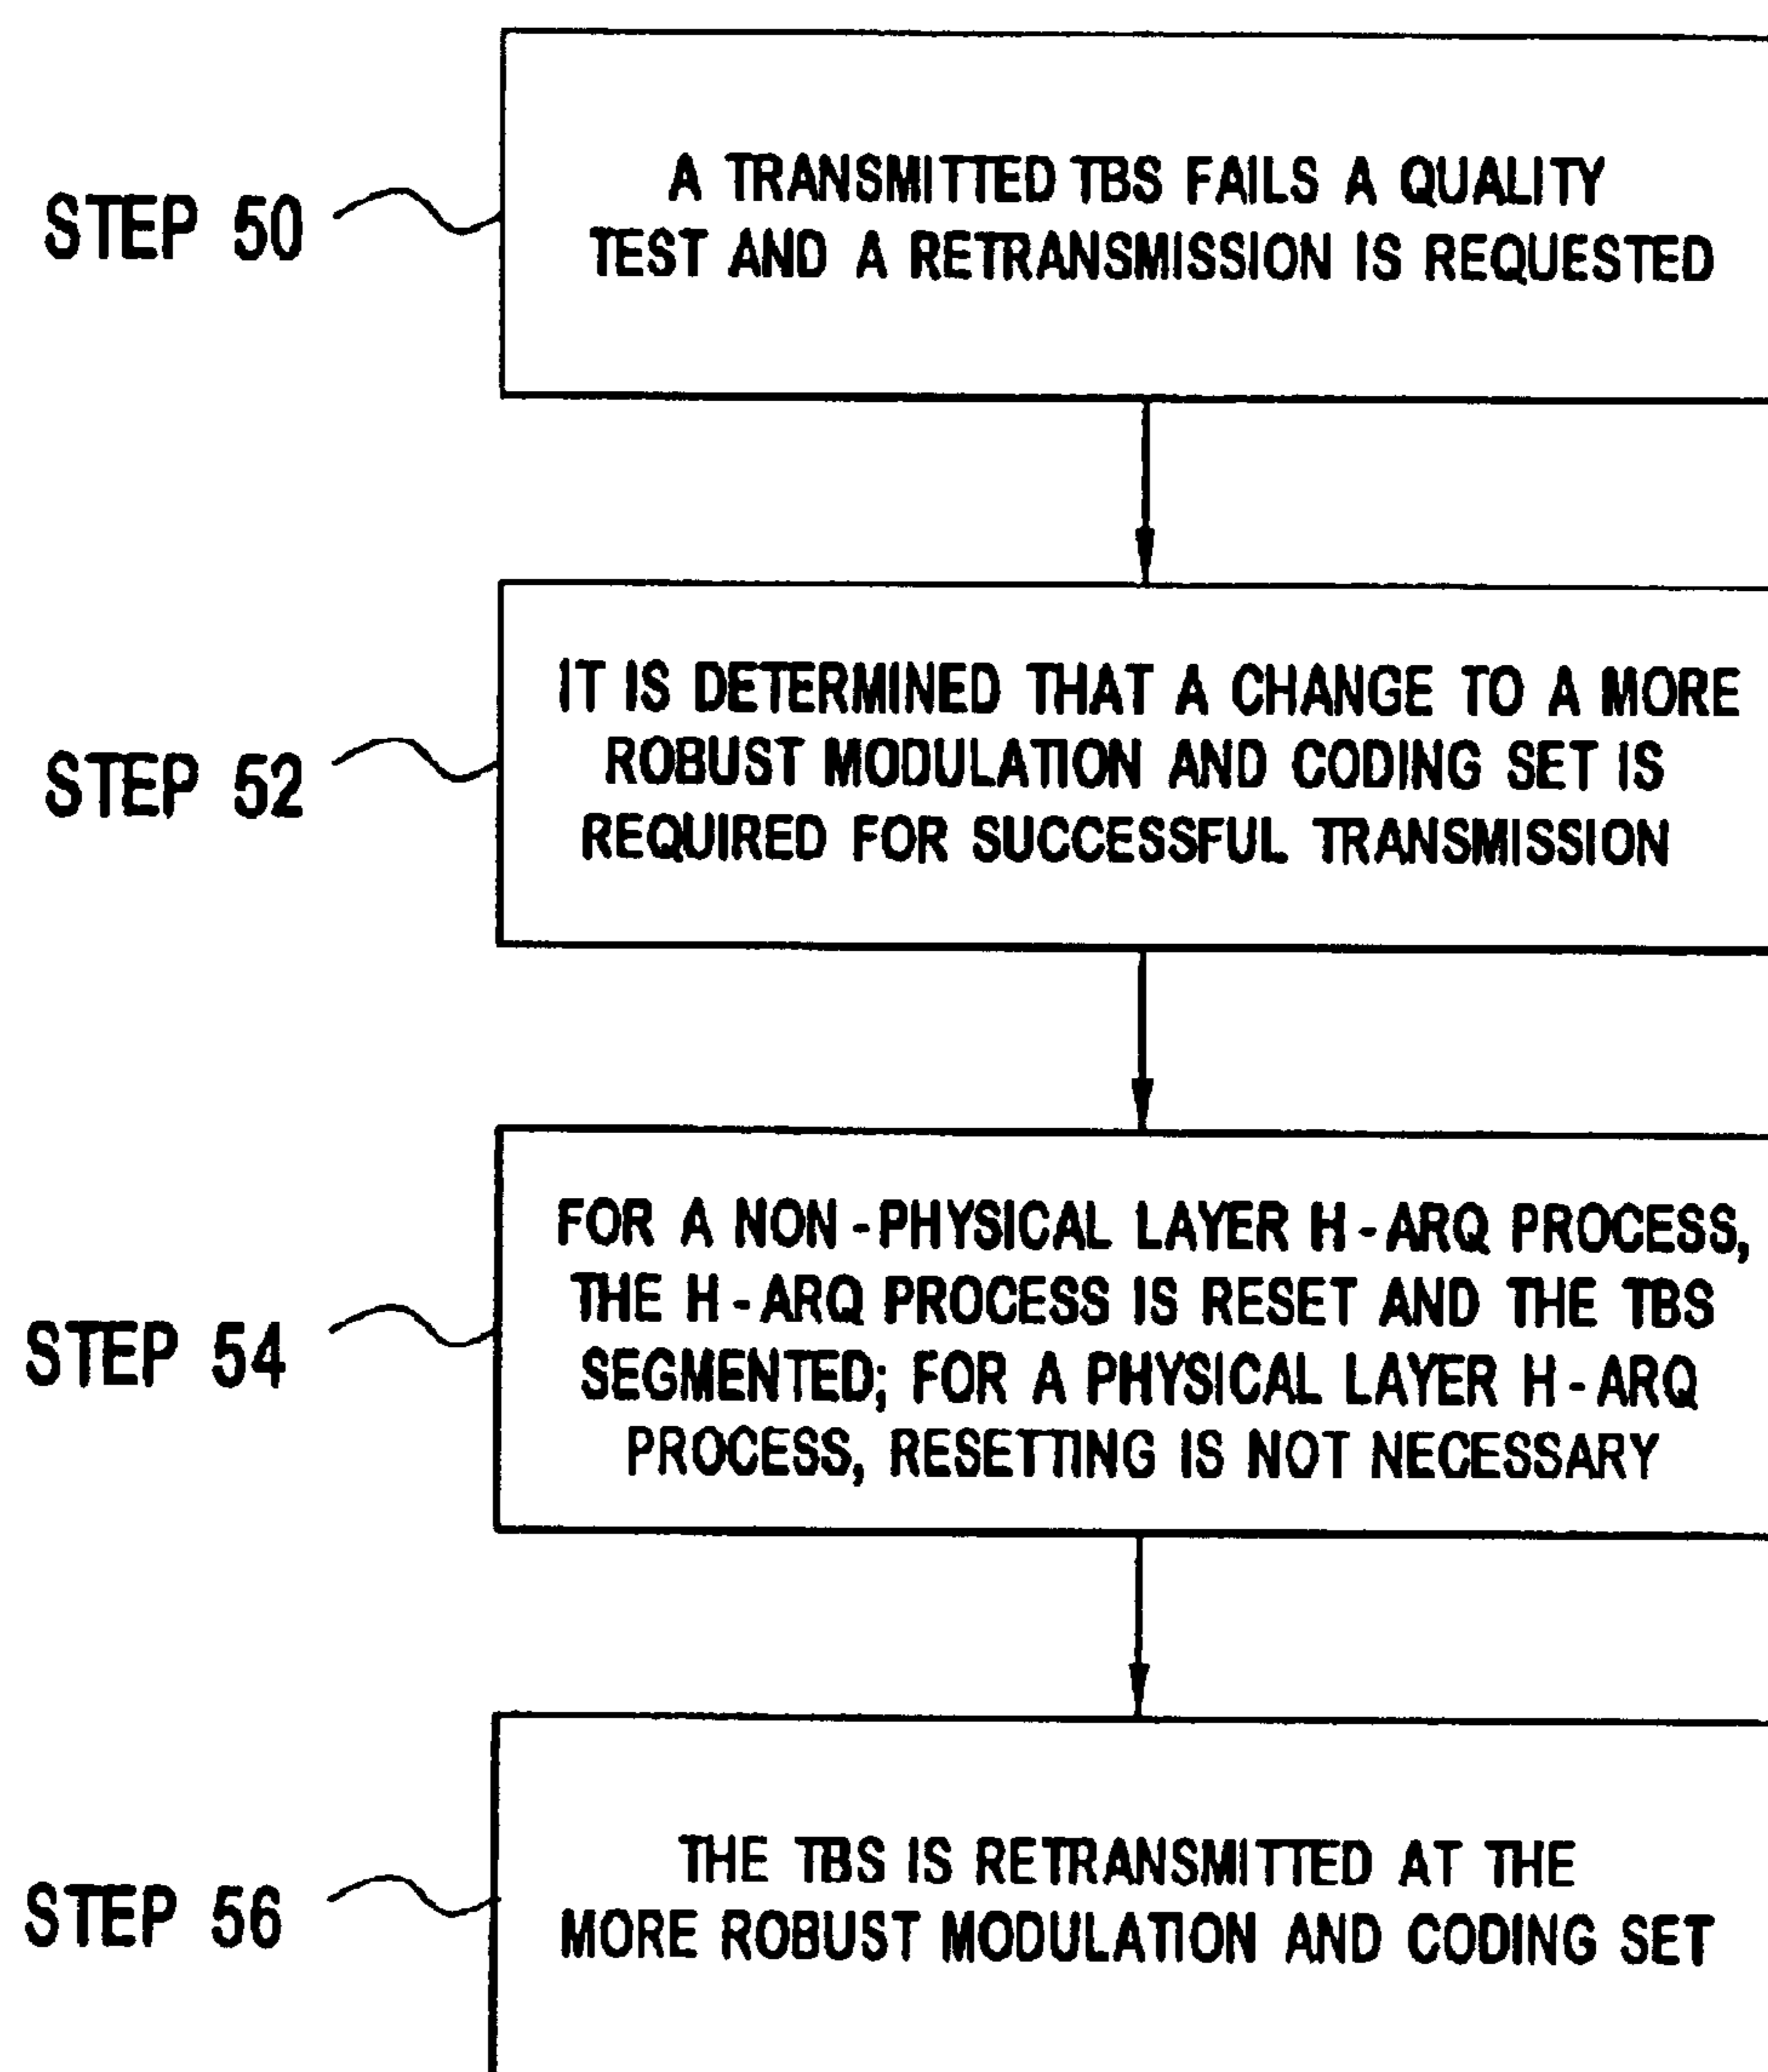 STEP 50
A TRANSMITTED TBS FAILS A QUALITY
TEST AND A RETRANSMISSION IS REQUESTED
STEP 52
IT IS DETERMINED THAT A CHANGE TO A MORE
ROBUST MODULATION AND CODING SET IS
REQUIRED FOR SUCCESSFUL TRANSMISSION
STEP 54
FOR A NON-PHYSICAL LAYER H-ARQ PROCESS,
THE H-ARQ PROCESS IS RESET AND THE TBS
SEGMENTED; FOR A PHYSICAL LAYER H-ARQ
PROCESS, RESETTING IS NOT NECESSARY
STEP 56
THE TBS IS RETRANSMITTED AT THE
MORE ROBUST MODULATION AND CODING SET